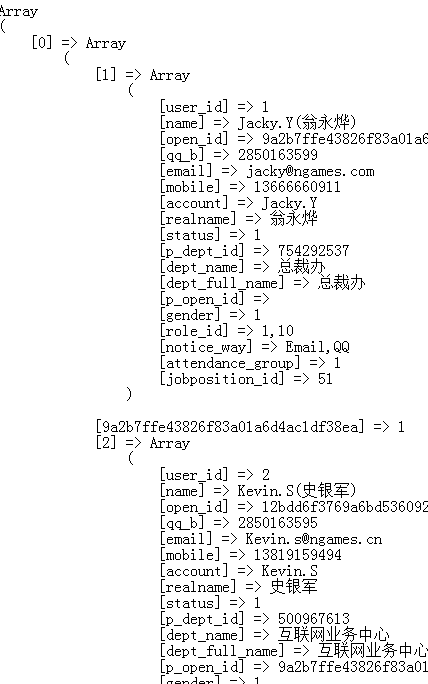 Array
(
[0] => Array
(
[1] => Array
(
[user_id] => 1
[name] => Jacky.Y(翁永烨)
[open_id] => 9a2b7ffe43826f83a01a6
[qq_b] => 2850163599
[email] => jacky@ngames.com
[mobile] => 13666660911
[account] => Jacky.Y
[realname] => 翁永烨
[status] => 1
[p_dept_id] => 754292537
[dept_name] => 总裁办
[dept_full_name] => 总裁办
[p_open_id] =>
[gender] => 1
[role_id] => 1,10
[notice_way] => Email,QQ
[attendance_group] => 1
[jobposition_id] => 51
)
[9a2b7ffe43826f83a01a6d4ac1df38ea] => 1
[2] => Array
(
[user_id] => 2
[name] => Kevin.S(史银军)
[open_id] => 12bdd6f3769a6bd536092
[qq_b] => 2850163595
[email] => Kevin.s@ngames.cn
[mobile] => 13819159494
[account] => Kevin.S
[realname] => 史银军
[status] => 1
[p_dept_id] => 500967613
[dept_name] => 互联网业务中心
[dept_full_name] => 互联网业务中心
[p_open_id] => 9a2b7ffe43826f83a01
[gender] => 1